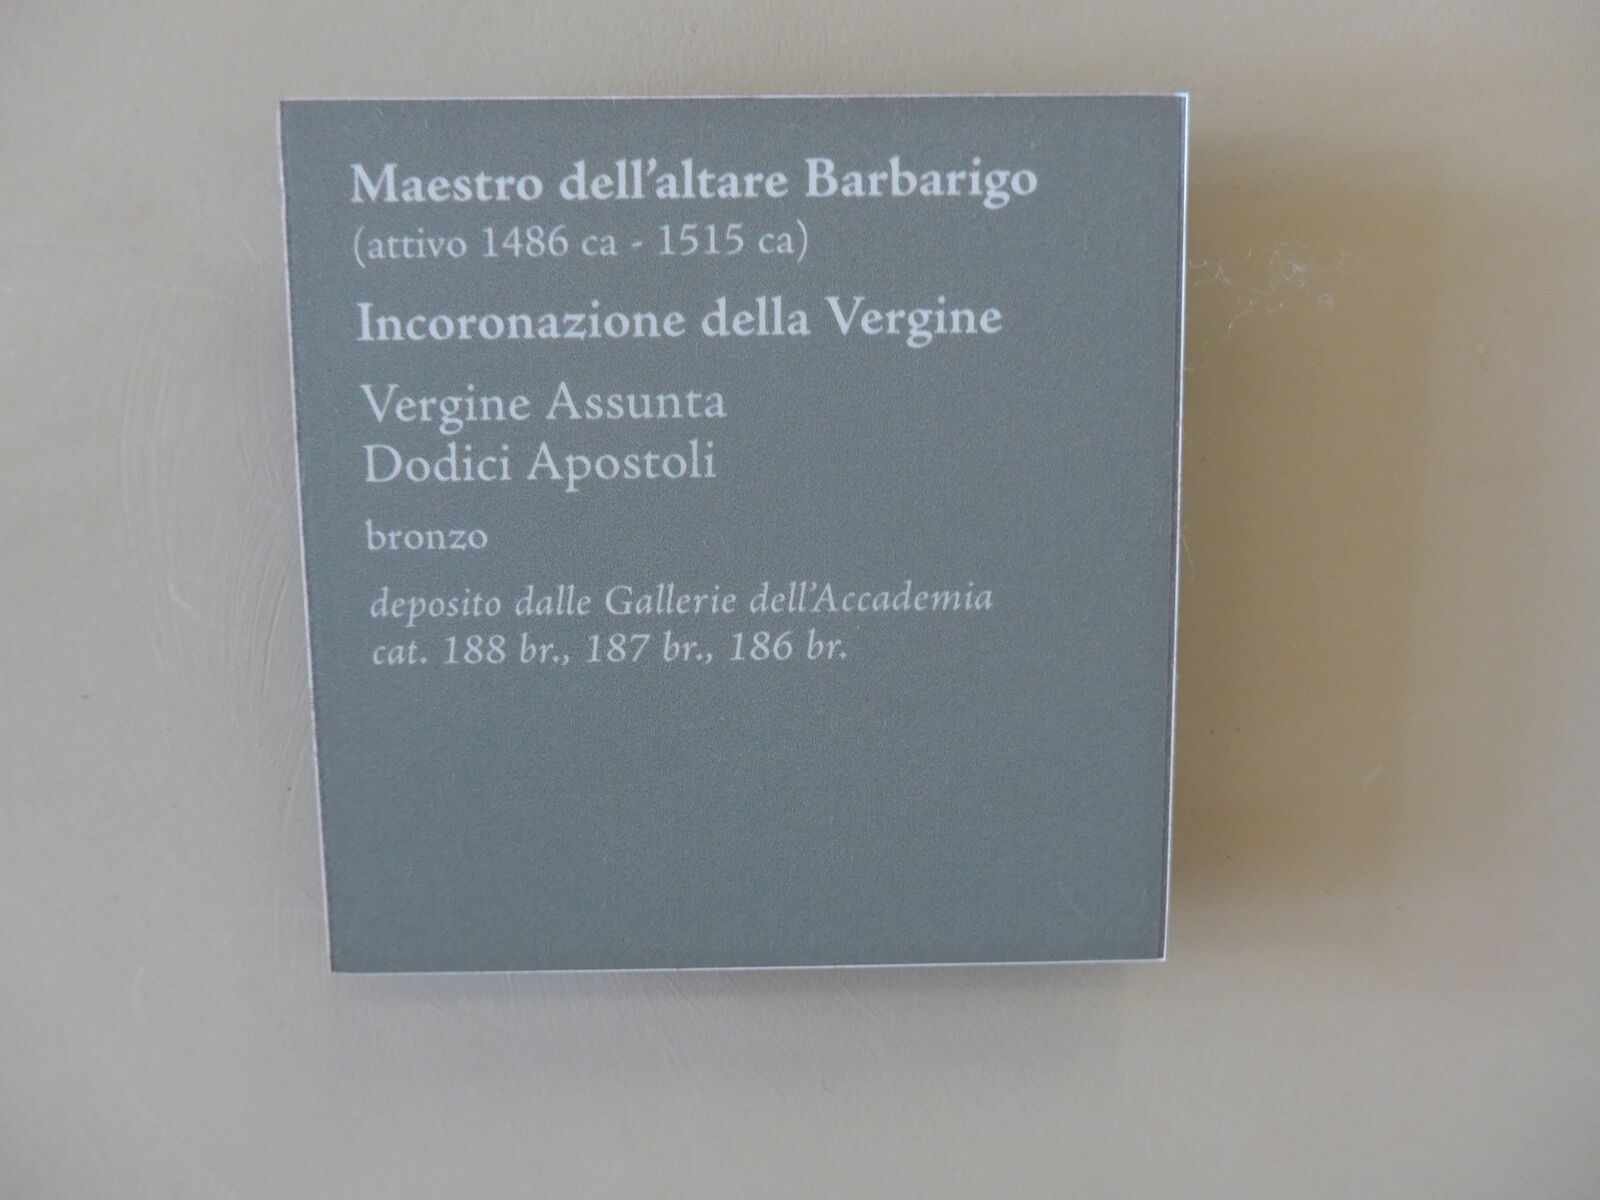 Maestro dell'altare Barbarigo
(attivo 1486 ca - 1515 ca)
Incoronazione della Vergine
Vergine Assunta
Dodici Apostoli
bronzo
deposito dalle Gallerie dell'Accademia
cat. 188 br., 187 br., 186 br.